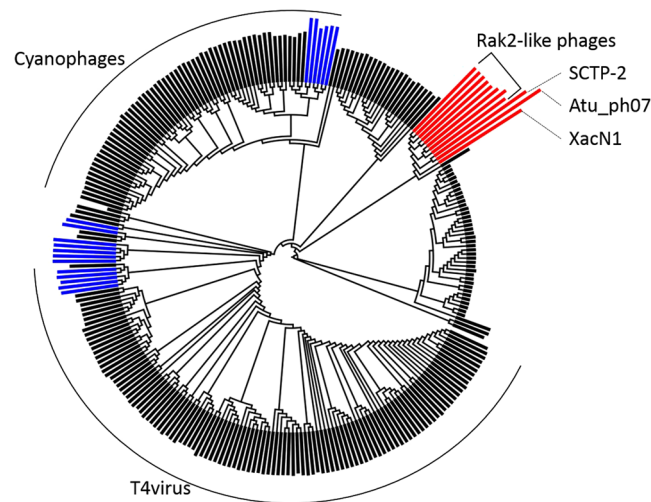 Rak2-like phages
Cyanophages
SCTP-2
Atu_ph07
XacN1
T4virus